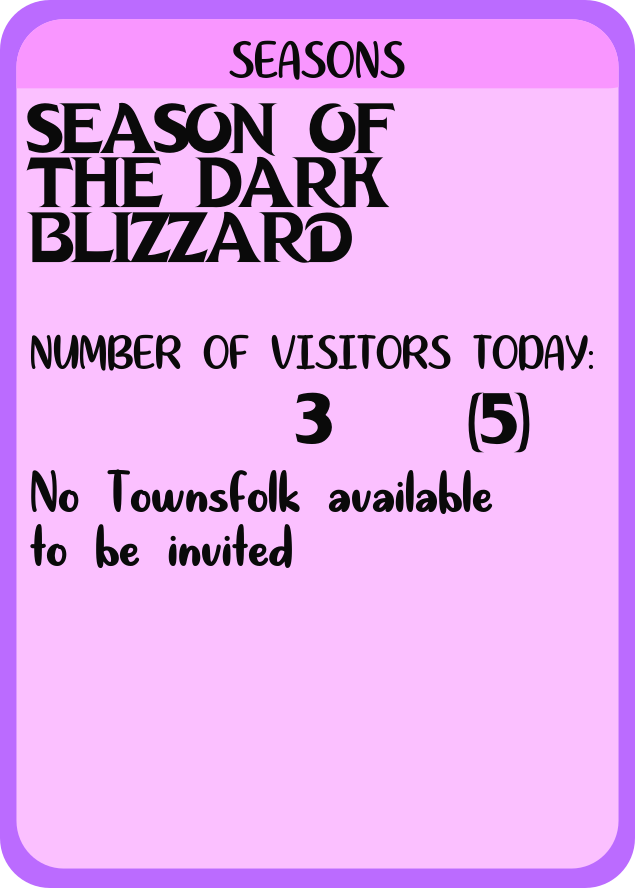 SEASONS
SEASON OF
THE DARK
BLIZZARD
NUMBER OF VISITORS TODAY:
3 (5)
No Townsfolk available
to be invited